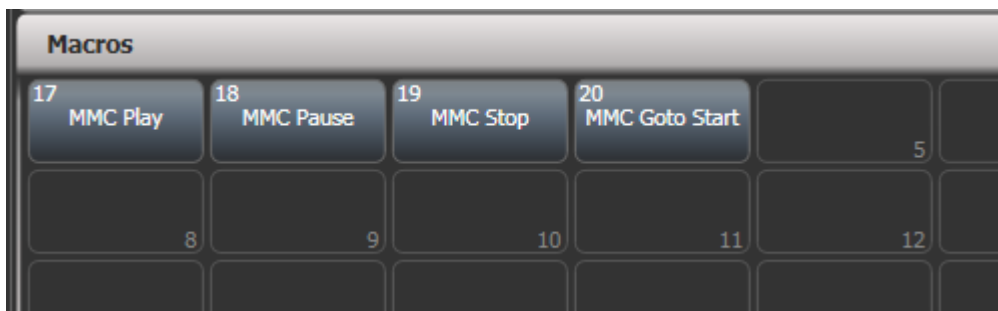 Macros
17 18 19 20
MMC Play MMC Pause MMC Stop MMC Goto Start
5
8 9 10 11 12